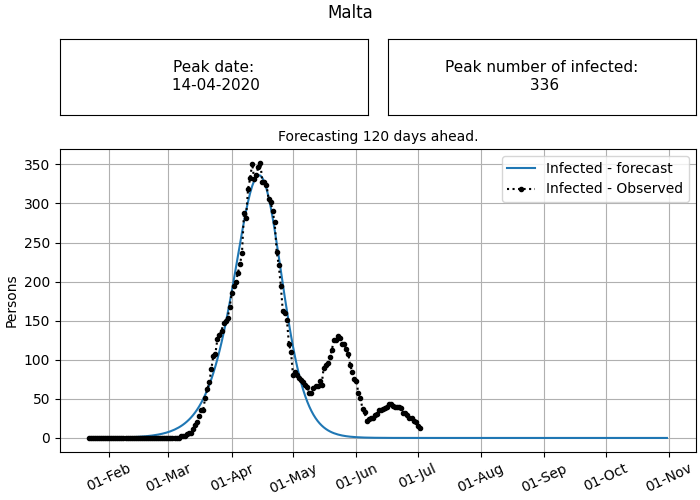 Malta
Peak date:
14-04-2020
Peak number of infected:
336
Forecasting 120 days ahead.
Infected - forecast
Infected - Observed
Persons
350
300
250
200
150
100
50
0
01-Feb
01-Mar
01-Apr
01-May
01-Jun
01-Jul
01-Aug
01-Sep
01-Oct
01-Nov